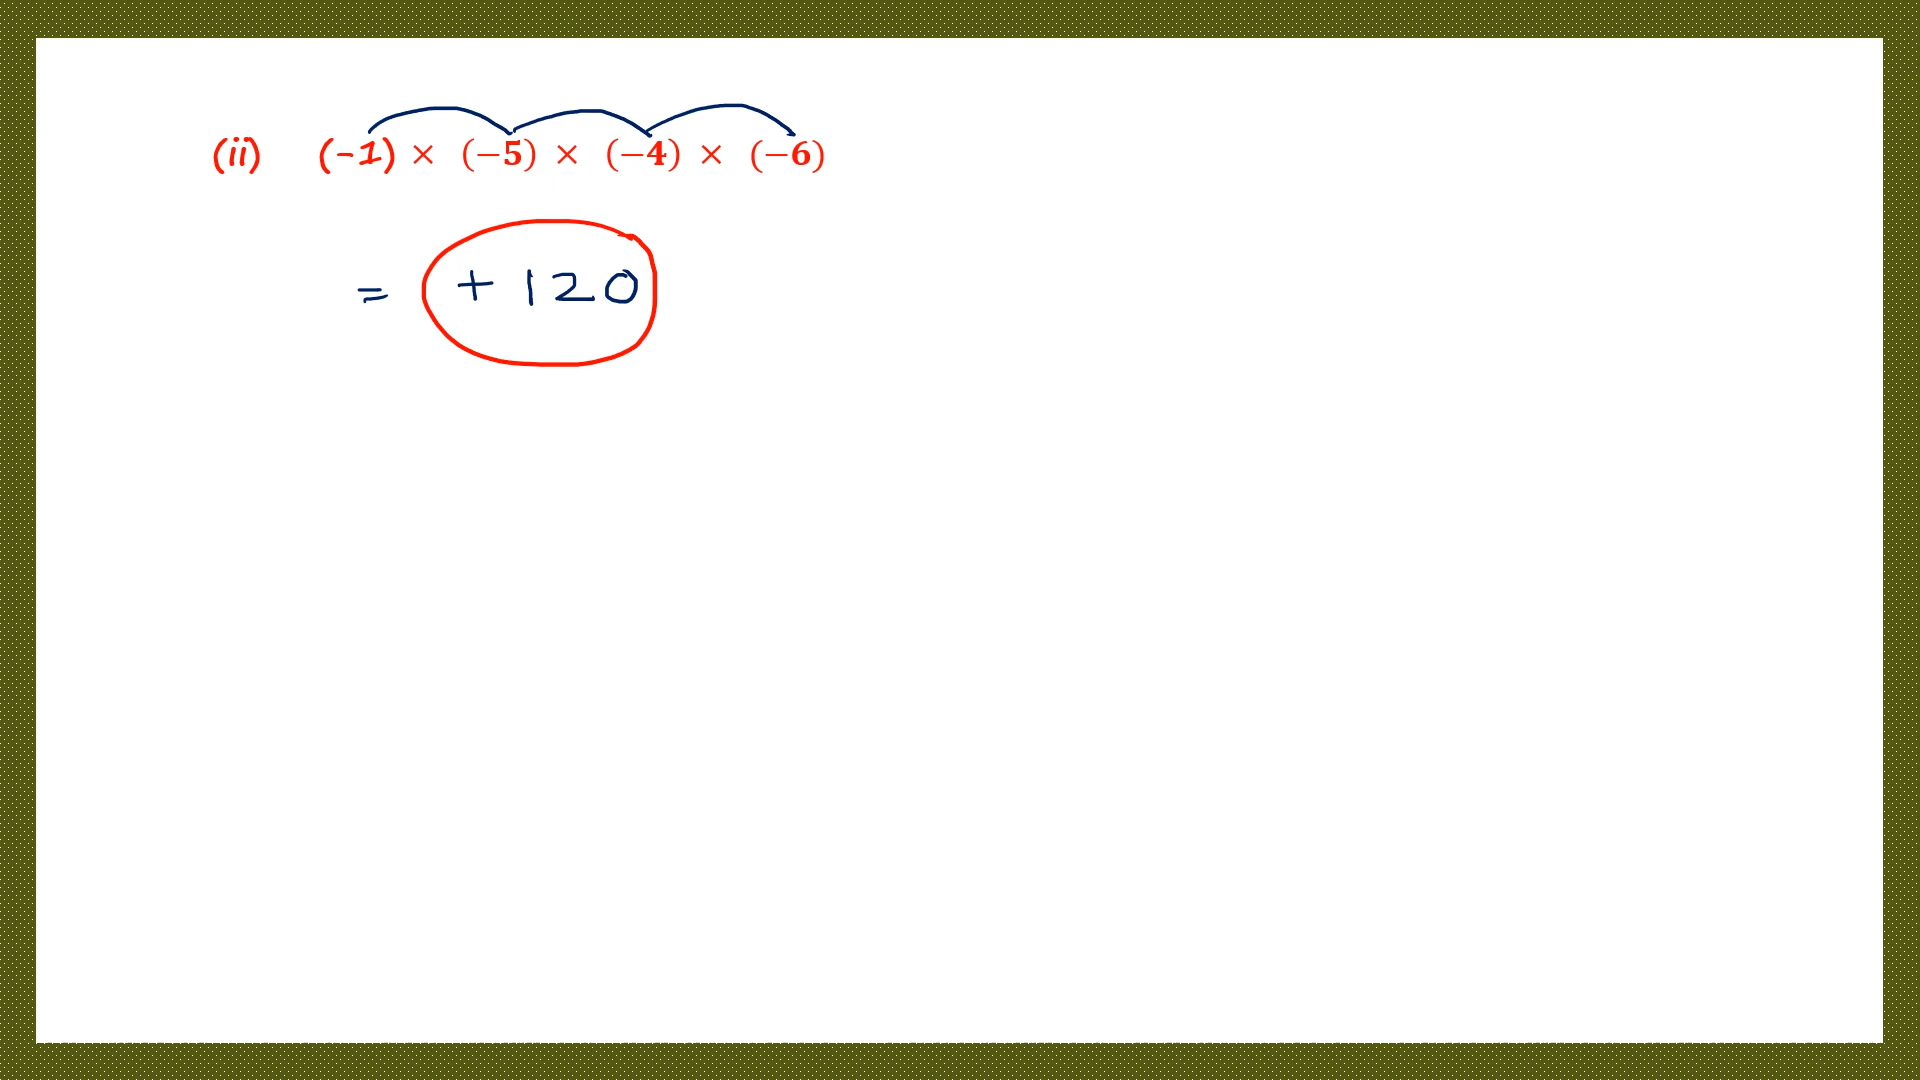 (ii) (-1) × (−5) × (−4) × (−6)
= + 120